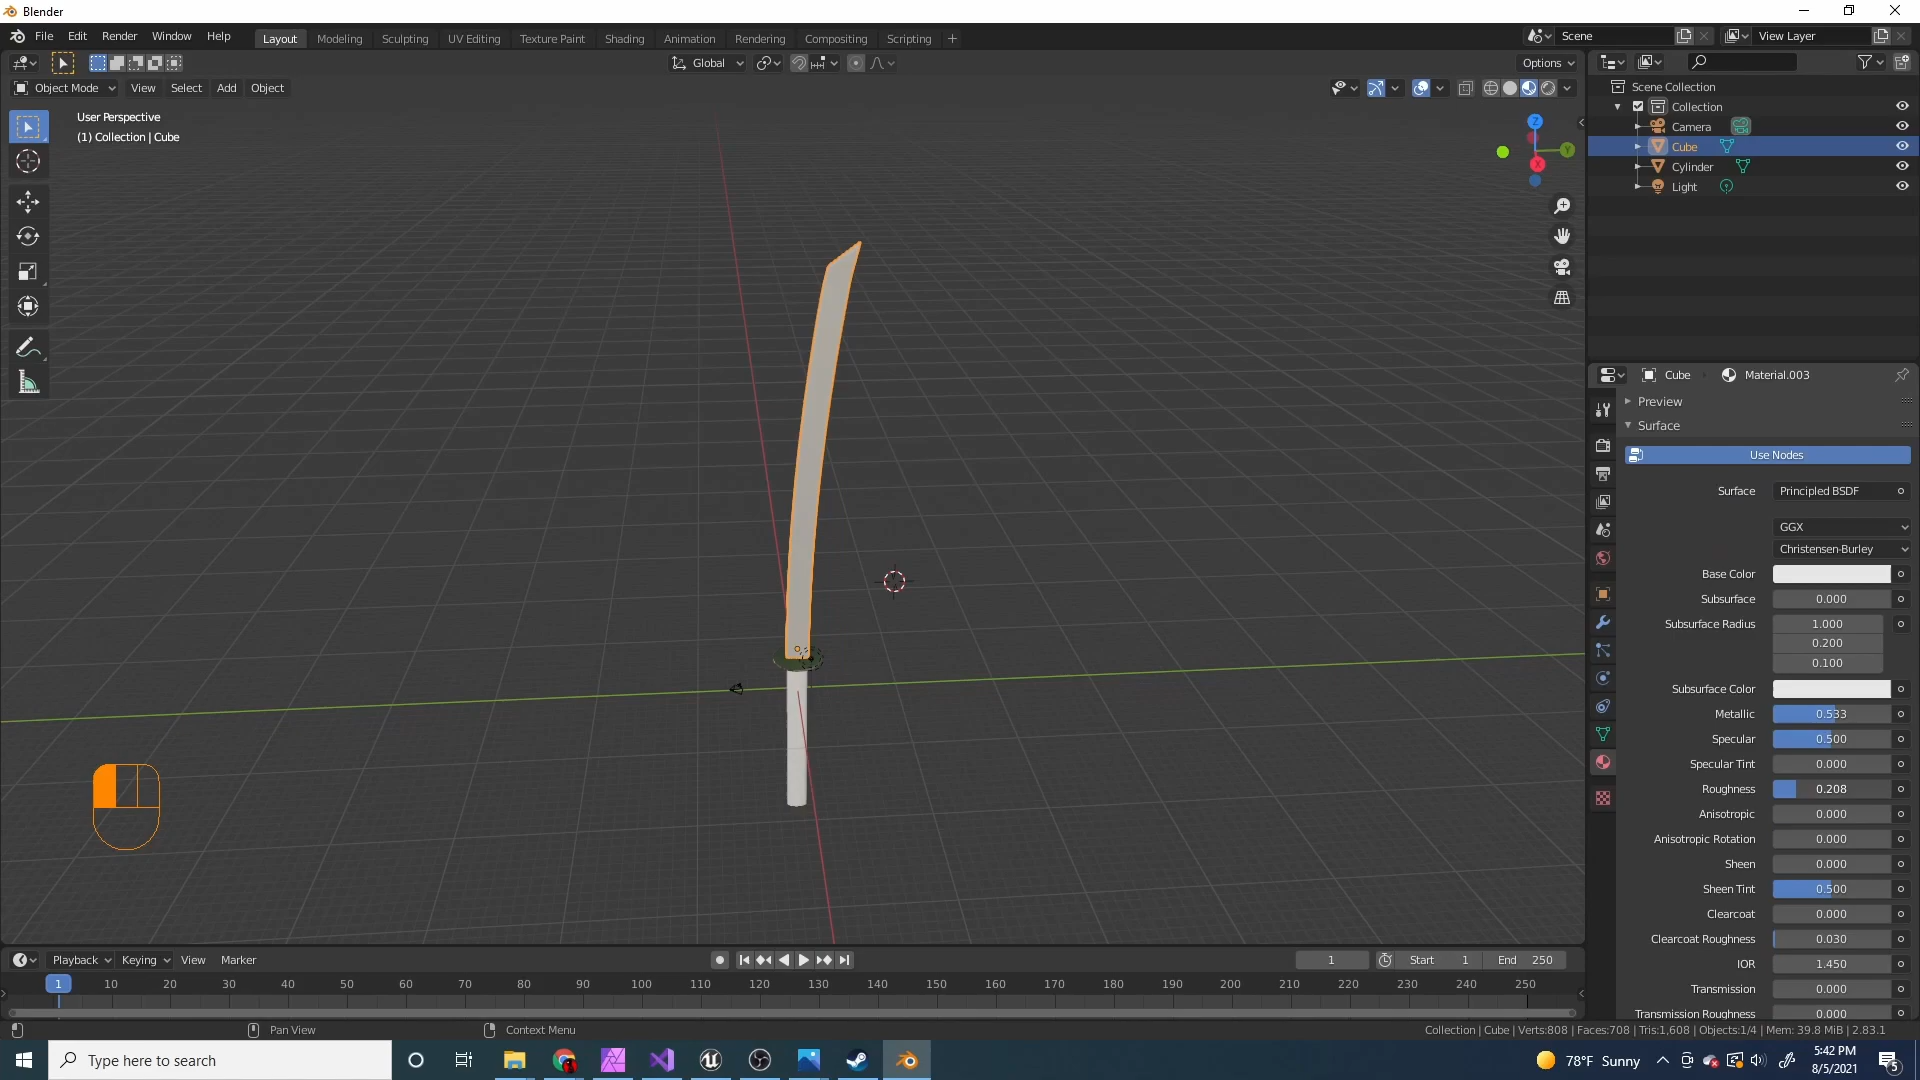 Blender
File Edit Render Window Help Layout Modeling Sculpting UV Editing Texture Paint Shading Animation Rendering Compositing Scripting + Scene View Layer
Global Options
Object Mode View Select Add Object
User Perspective
(1) Collection | Cube
Z
Y
X
Scene Collection
Collection
Camera
Cube
Cylinder
Light
Cube Material.003
Preview
Surface
Use Nodes
Surface Principled BSDF
GGX
Christensen-Burley
Base Color
Subsurface 0.000
Subsurface Radius 1.000
0.200
0.100
Subsurface Color
Metallic 0.533
Specular 0.500
Specular Tint 0.000
Roughness 0.208
Anisotropic 0.000
Anisotropic Rotation 0.000
Sheen 0.000
Sheen Tint 0.500
Clearcoat 0.000
Clearcoat Roughness 0.030
IOR 1.450
Transmission 0.000
Transmission Roughness 0.000
Playback Keying View Marker 1 Start 1 End 250
1 10 20 30 40 50 60 70 80 90 100 110 120 130 140 150 160 170 180 190 200 210 220 230 240 250
Pan View Context Menu Collection | Cube | Verts:808 | Faces:708 | Tris:1,608 | Objects:1/4 | Mem: 39.8 MiB | 2.83.1
Type here to search 78°F Sunny 5:42 PM
8/5/2021
5